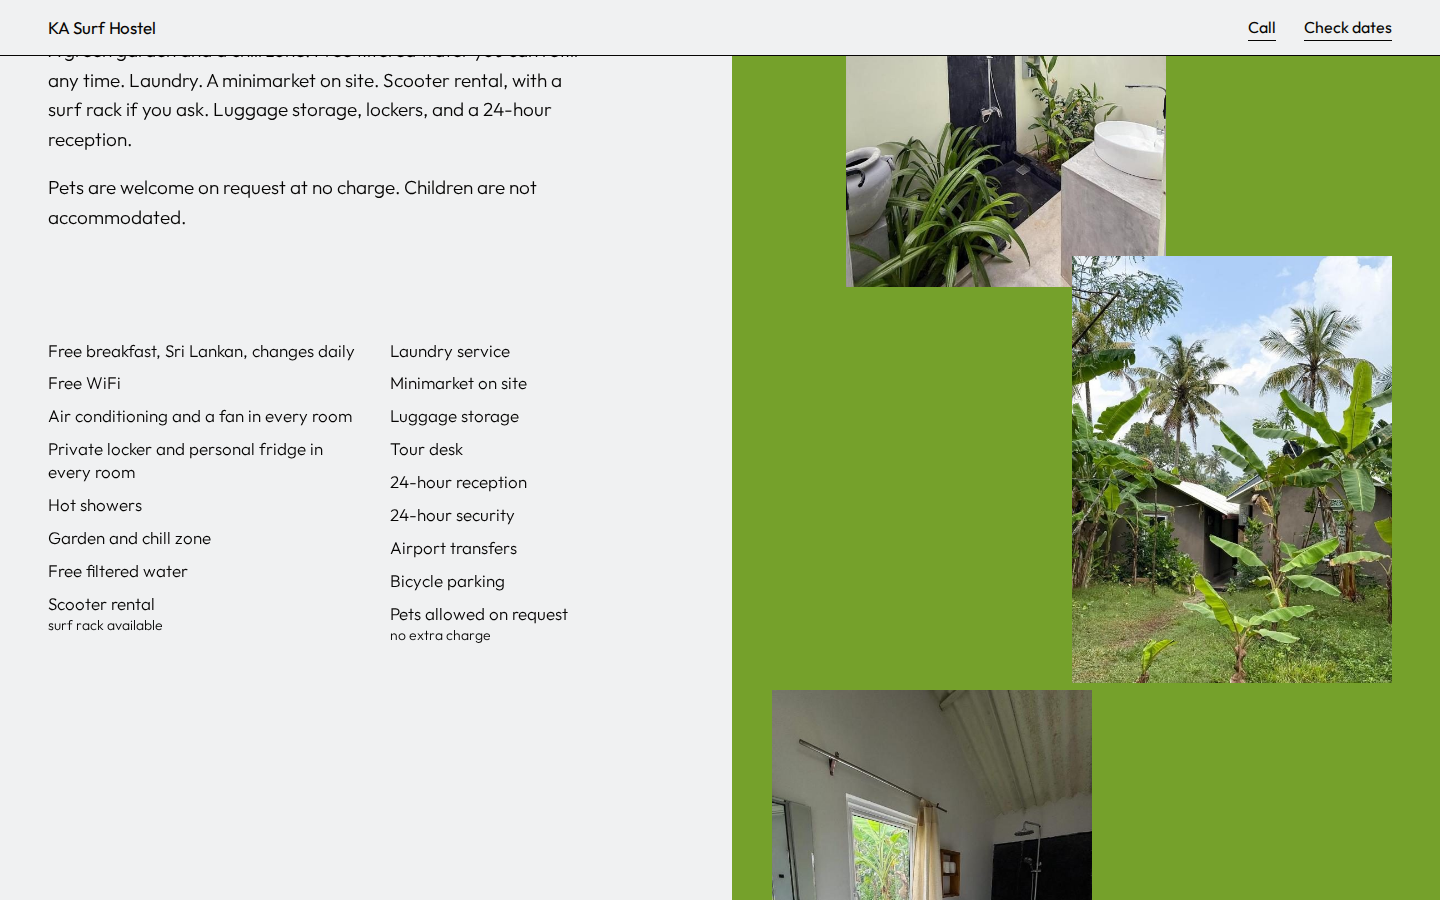 KA Surf Hostel
Call
Check dates
any time. Laundry. A minimarket on site. Scooter rental, with a
surf rack if you ask. Luggage storage, lockers, and a 24-hour
reception.
Pets are welcome on request at no charge. Children are not
accommodated.
Free breakfast, Sri Lankan, changes daily
Free WiFi
Air conditioning and a fan in every room
Private locker and personal fridge in
every room
Hot showers
Garden and chill zone
Free filtered water
Scooter rental
surf rack available
Laundry service
Minimarket on site
Luggage storage
Tour desk
24-hour reception
24-hour security
Airport transfers
Bicycle parking
Pets allowed on request
no extra charge